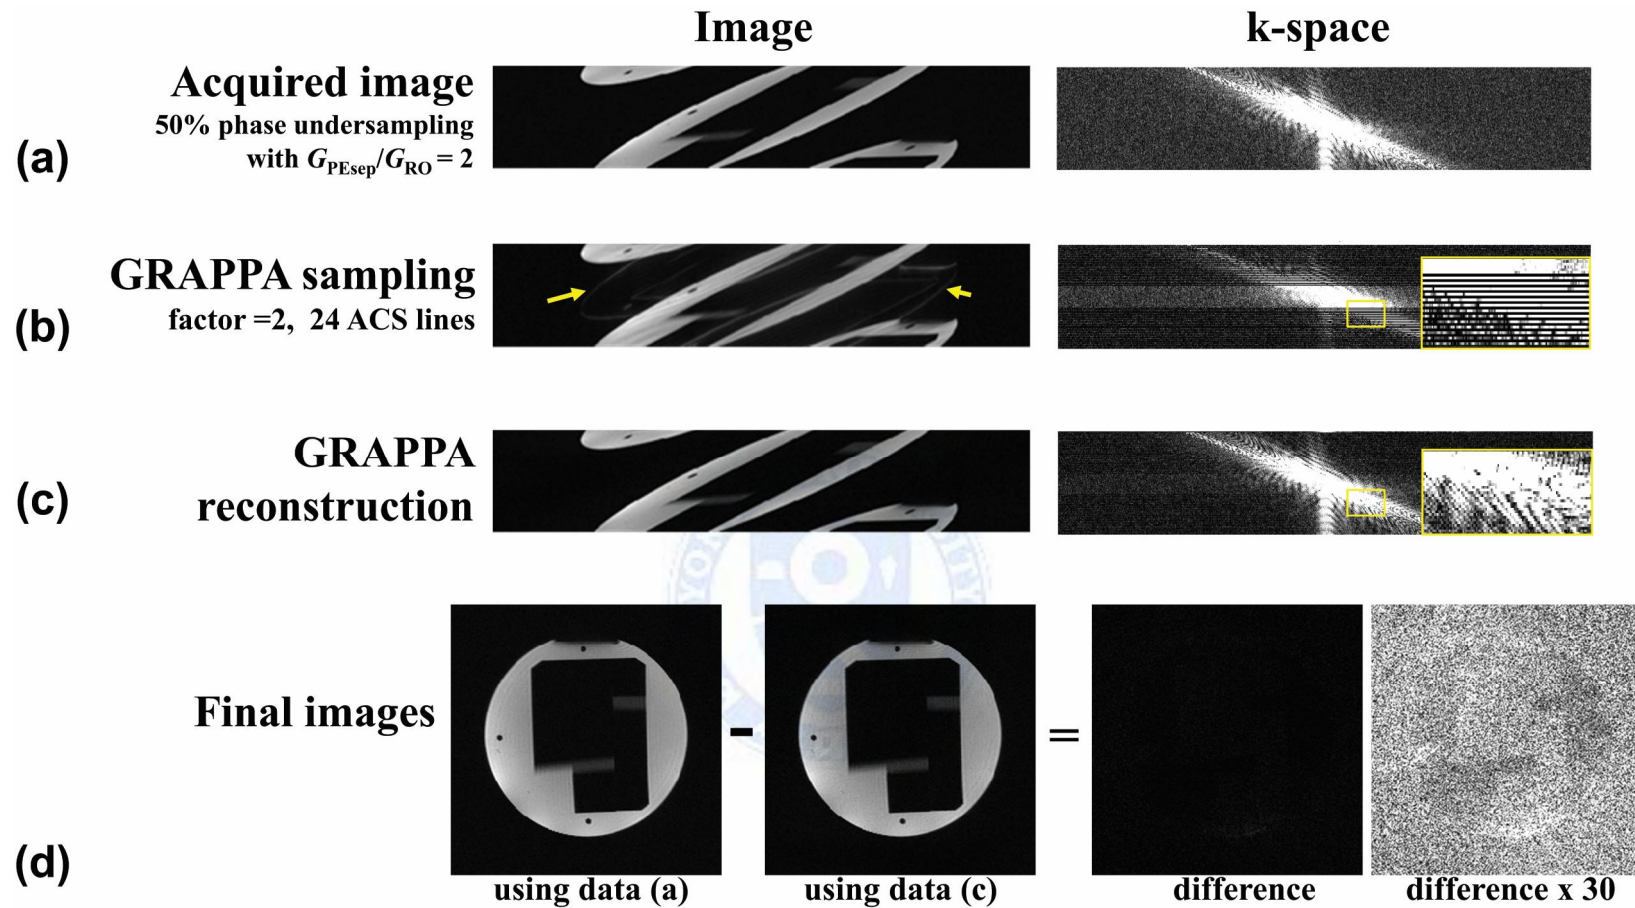 Image
k-space
(a)
Acquired image
50% phase undersampling
with GPEsep/GRO = 2
(b)
GRAPPA sampling
factor =2, 24 ACS lines
(c)
GRAPPA
reconstruction
(d)
Final images
-
=
using data (a)
using data (c)
difference
difference x 30